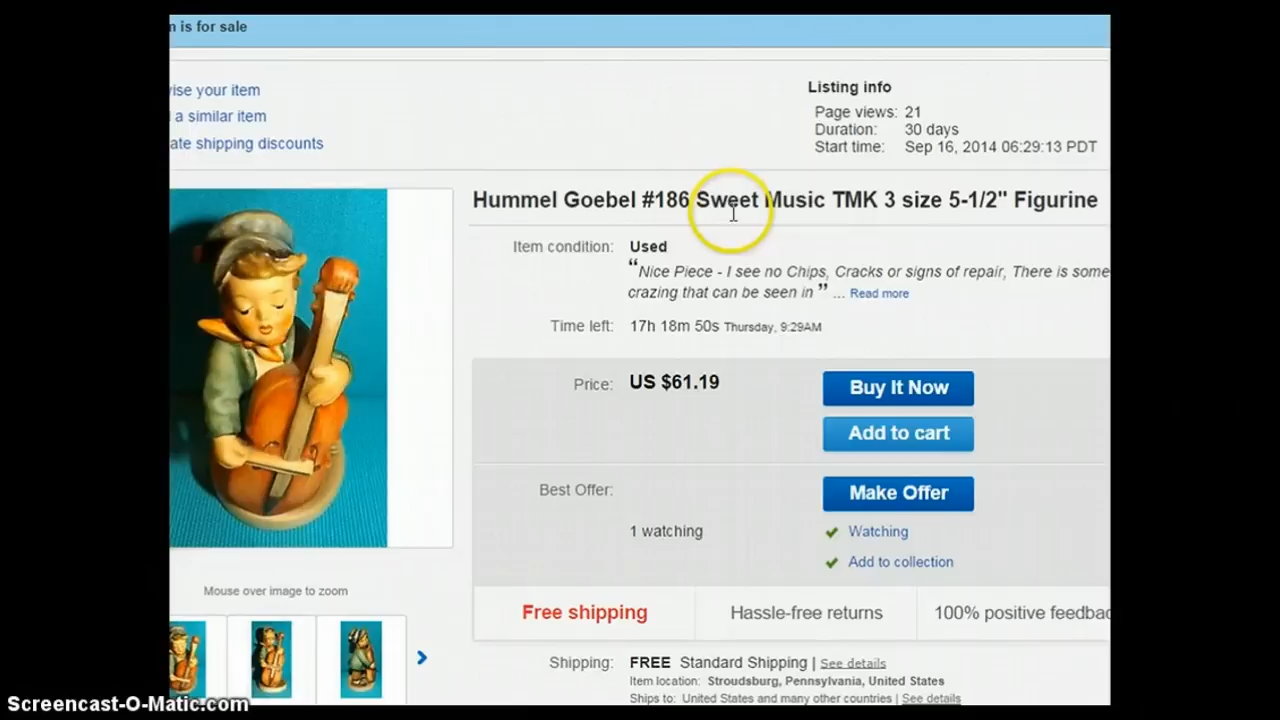 n is for sale
vise your item
a similar item
ate shipping discounts
Listing info
Page views: 21
Duration: 30 days
Start time: Sep 16, 2014 06:29:13 PDT
Hummel Goebel #186 Sweet Music TMK 3 size 5-1/2" Figurine
Item condition: Used
“Nice Piece - I see no Chips, Cracks or signs of repair, There is some
crazing that can be seen in ” ... Read more
Time left: 17h 18m 50s Thursday, 9:29AM
Price: US $61.19
Buy It Now
Add to cart
Best Offer:
Make Offer
1 watching
Watching
Add to collection
Mouse over image to zoom
Free shipping
Hassle-free returns
100% positive feedbac
Shipping: FREE Standard Shipping | See details
Item location: Stroudsburg, Pennsylvania, United States
Ships to: United States and many other countries | See details
Screencast-O-Matic.com